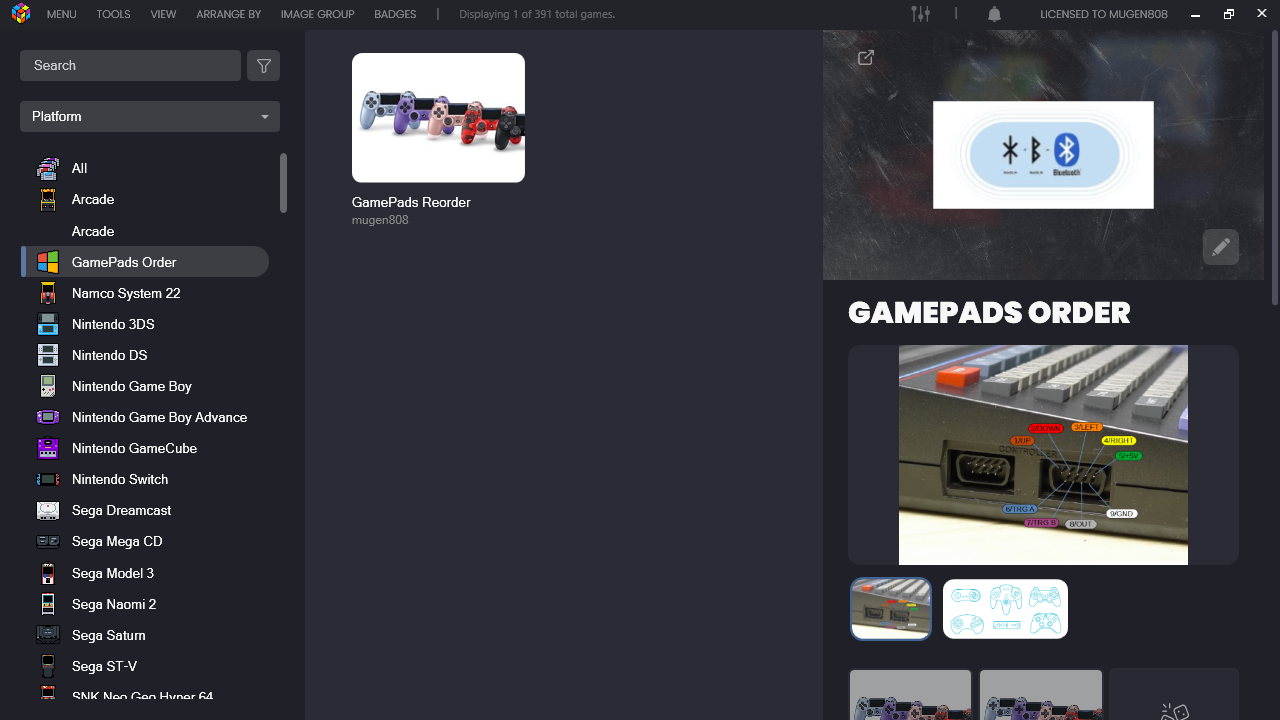 MENU TOOLS VIEW ARRANGE BY IMAGE GROUP BADGES | Displaying 1 of 391 total games. | LICENSED TO MUGEN808
Search
Platform
All
Arcade
Arcade
GamePads Order
Namco System 22
Nintendo 3DS
Nintendo DS
Nintendo Game Boy
Nintendo Game Boy Advance
Nintendo GameCube
Nintendo Switch
Sega Dreamcast
Sega Mega CD
Sega Model 3
Sega Naomi 2
Sega Saturn
Sega ST-V
SNK Neo Geo Hyper 64
GamePads Reorder
mugen808
Bluetooth
GAMEPADS ORDER
2/DOWN
3/LEFT
1/UP
4/RIGHT
5/+5V
6/TRG A
7/TRG B
8/OUT
9/GND